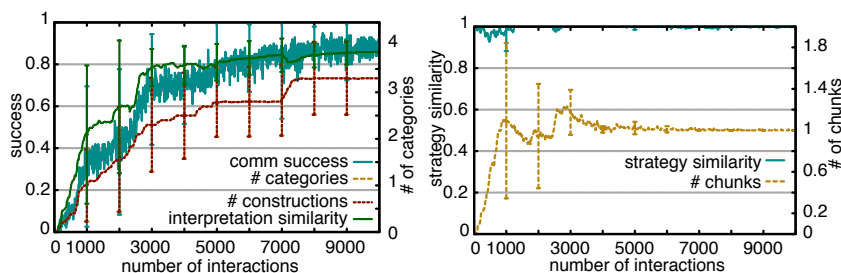 1
0.8
0.6
0.4
0.2
0
success
4
3
2
1
0
# of categories
comm success
# categories
# constructions
interpretation similarity
0 1000 3000 5000 7000 9000
number of interactions
1
0.8
0.6
0.4
0.2
0
strategy similarity
1.8
1.4
1
0.6
0.2
0
# of chunks
strategy similarity
# chunks
0 1000 3000 5000 7000 9000
number of interactions